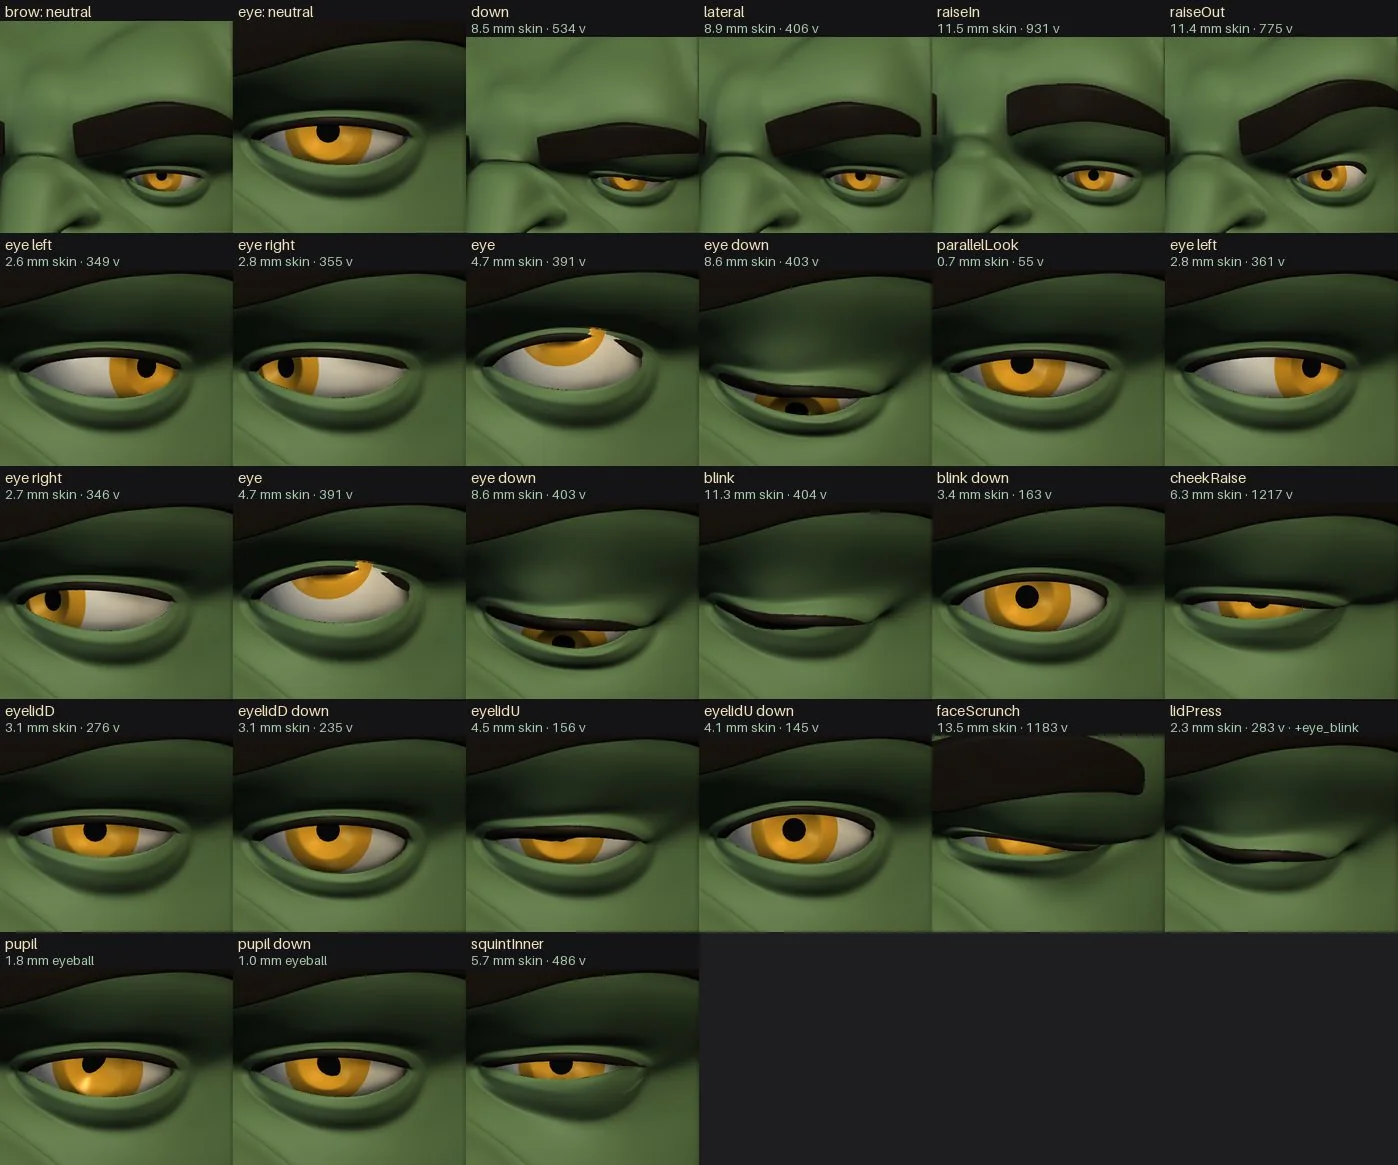 brow: neutral
eye: neutral
down
8.5 mm skin · 534 v
lateral
8.9 mm skin · 406 v
raiseIn
11.5 mm skin · 931 v
raiseOut
11.4 mm skin · 775 v
eye left
2.6 mm skin · 349 v
eye right
2.8 mm skin · 355 v
eye
4.7 mm skin · 391 v
eye down
8.6 mm skin · 403 v
parallelLook
0.7 mm skin · 55 v
eye left
2.8 mm skin · 361 v
eye right
2.7 mm skin · 346 v
eye
4.7 mm skin · 391 v
eye down
8.6 mm skin · 403 v
blink
11.3 mm skin · 404 v
blink down
3.4 mm skin · 163 v
cheekRaise
6.3 mm skin · 1217 v
eyelidD
3.1 mm skin · 276 v
eyelidD down
3.1 mm skin · 235 v
eyelidU
4.5 mm skin · 156 v
eyelidU down
4.1 mm skin · 145 v
faceScrunch
13.5 mm skin · 1183 v
lidPress
2.3 mm skin · 283 v · +eye_blink
pupil
1.8 mm eyeball
pupil down
1.0 mm eyeball
squintInner
5.7 mm skin · 486 v